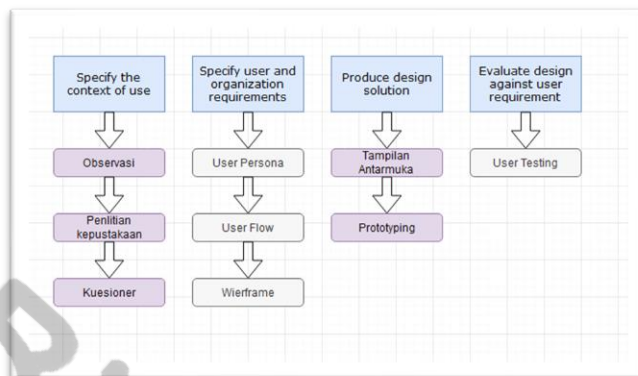 Specify the
context of use
Observasi
Penlitian
kepustakaan
Kuesioner
Specify user and
organization
requirements
User Persona
User Flow
Wierframe
Produce design
solution
Tampilan
Antarmuka
Prototyping
Evaluate design
against user
requirement
User Testing